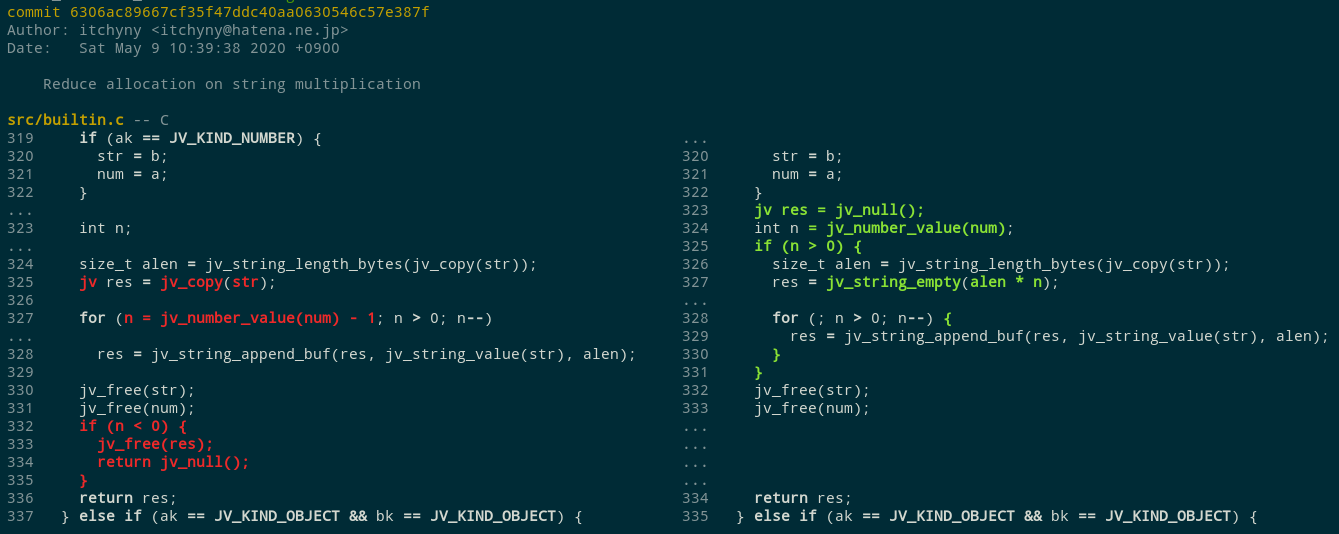 commit 6306ac89667cf35f47ddc40aa0630546c57e387f
Author: itchyny <itchyny@hatena.ne.jp>
Date:   Sat May 9 10:39:38 2020 +0900
    Reduce allocation on string multiplication
src/builtin.c -- C
319     if (ak == JV_KIND_NUMBER) {
320       str = b;
321       num = a;
322     }
...
323     int n;
...
324     size_t alen = jv_string_length_bytes(jv_copy(str));
325     jv res = jv_copy(str);
326
327     for (n = jv_number_value(num) - 1; n > 0; n--)
...
328       res = jv_string_append_buf(res, jv_string_value(str), alen);
329
330     jv_free(str);
331     jv_free(num);
332     if (n < 0) {
333       jv_free(res);
334       return jv_null();
335     }
336     return res;
337   } else if (ak == JV_KIND_OBJECT && bk == JV_KIND_OBJECT) {
...
320       str = b;
321       num = a;
322     }
323     jv res = jv_null();
324     int n = jv_number_value(num);
325     if (n > 0) {
326       size_t alen = jv_string_length_bytes(jv_copy(str));
327       res = jv_string_empty(alen * n);
...
328       for (; n > 0; n--) {
329         res = jv_string_append_buf(res, jv_string_value(str), alen);
330       }
331     }
332     jv_free(str);
333     jv_free(num);
...
...
...
...
334     return res;
335   } else if (ak == JV_KIND_OBJECT && bk == JV_KIND_OBJECT) {